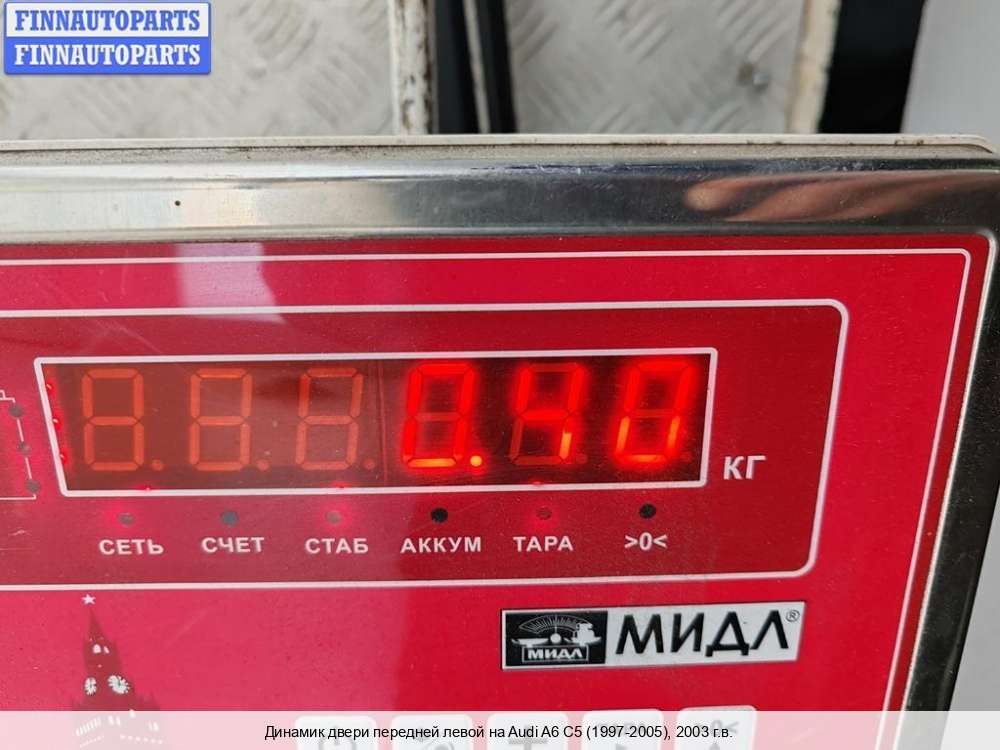 FINNAUTOPARTS
FINNAUTOPARTS
0.40
КГ
СЕТЬ СЧЕТ СТАБ АККУМ ТАРА >0<
МИДЛ МИДЛ®
Динамик двери передней левой на Audi A6 C5 (1997-2005), 2003 г.в.